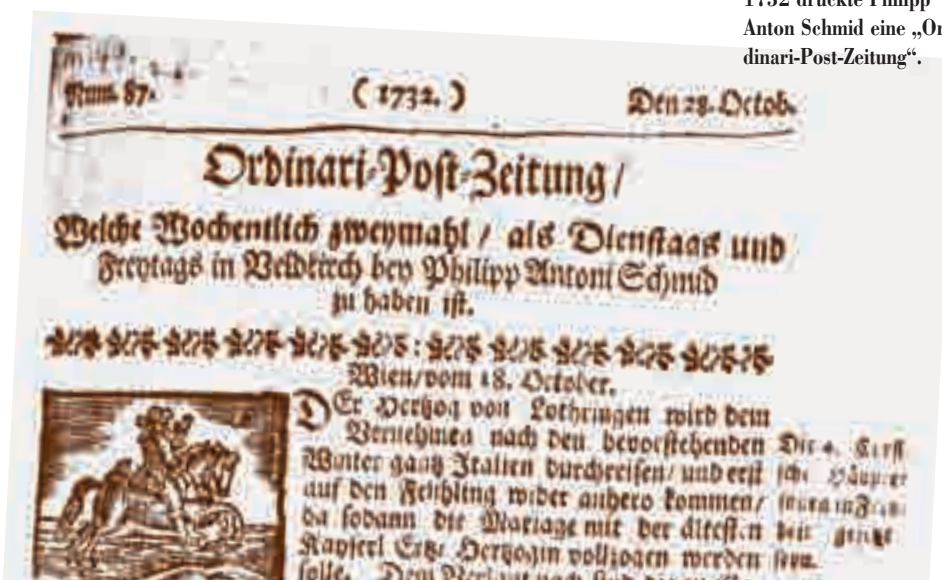 1732 druckte Philipp
Anton Schmid eine „Or
dinari-Post-Zeitung“.
Num. 87.
( 1732. )
Den 28. Octob.
Ordinari-Post-Zeitung /
Welche Wochentlich zweymahl / als Dienstags und
Freytags in Veldkirch bey Philipp Antoni Schmid
zu haben ist.
Wien / vom 18. October.
DEr Hertzog von Lothringen wird dem
Vernehmen nach den bevorstehenden
Winter gantz Italien durchreisen / und erst
auf den Frühling wider anhero kommen /
da sodann die Mariage mit der ältesten
Kayserl Ertz-Hertzogin vollzogen werden
solle.
Die